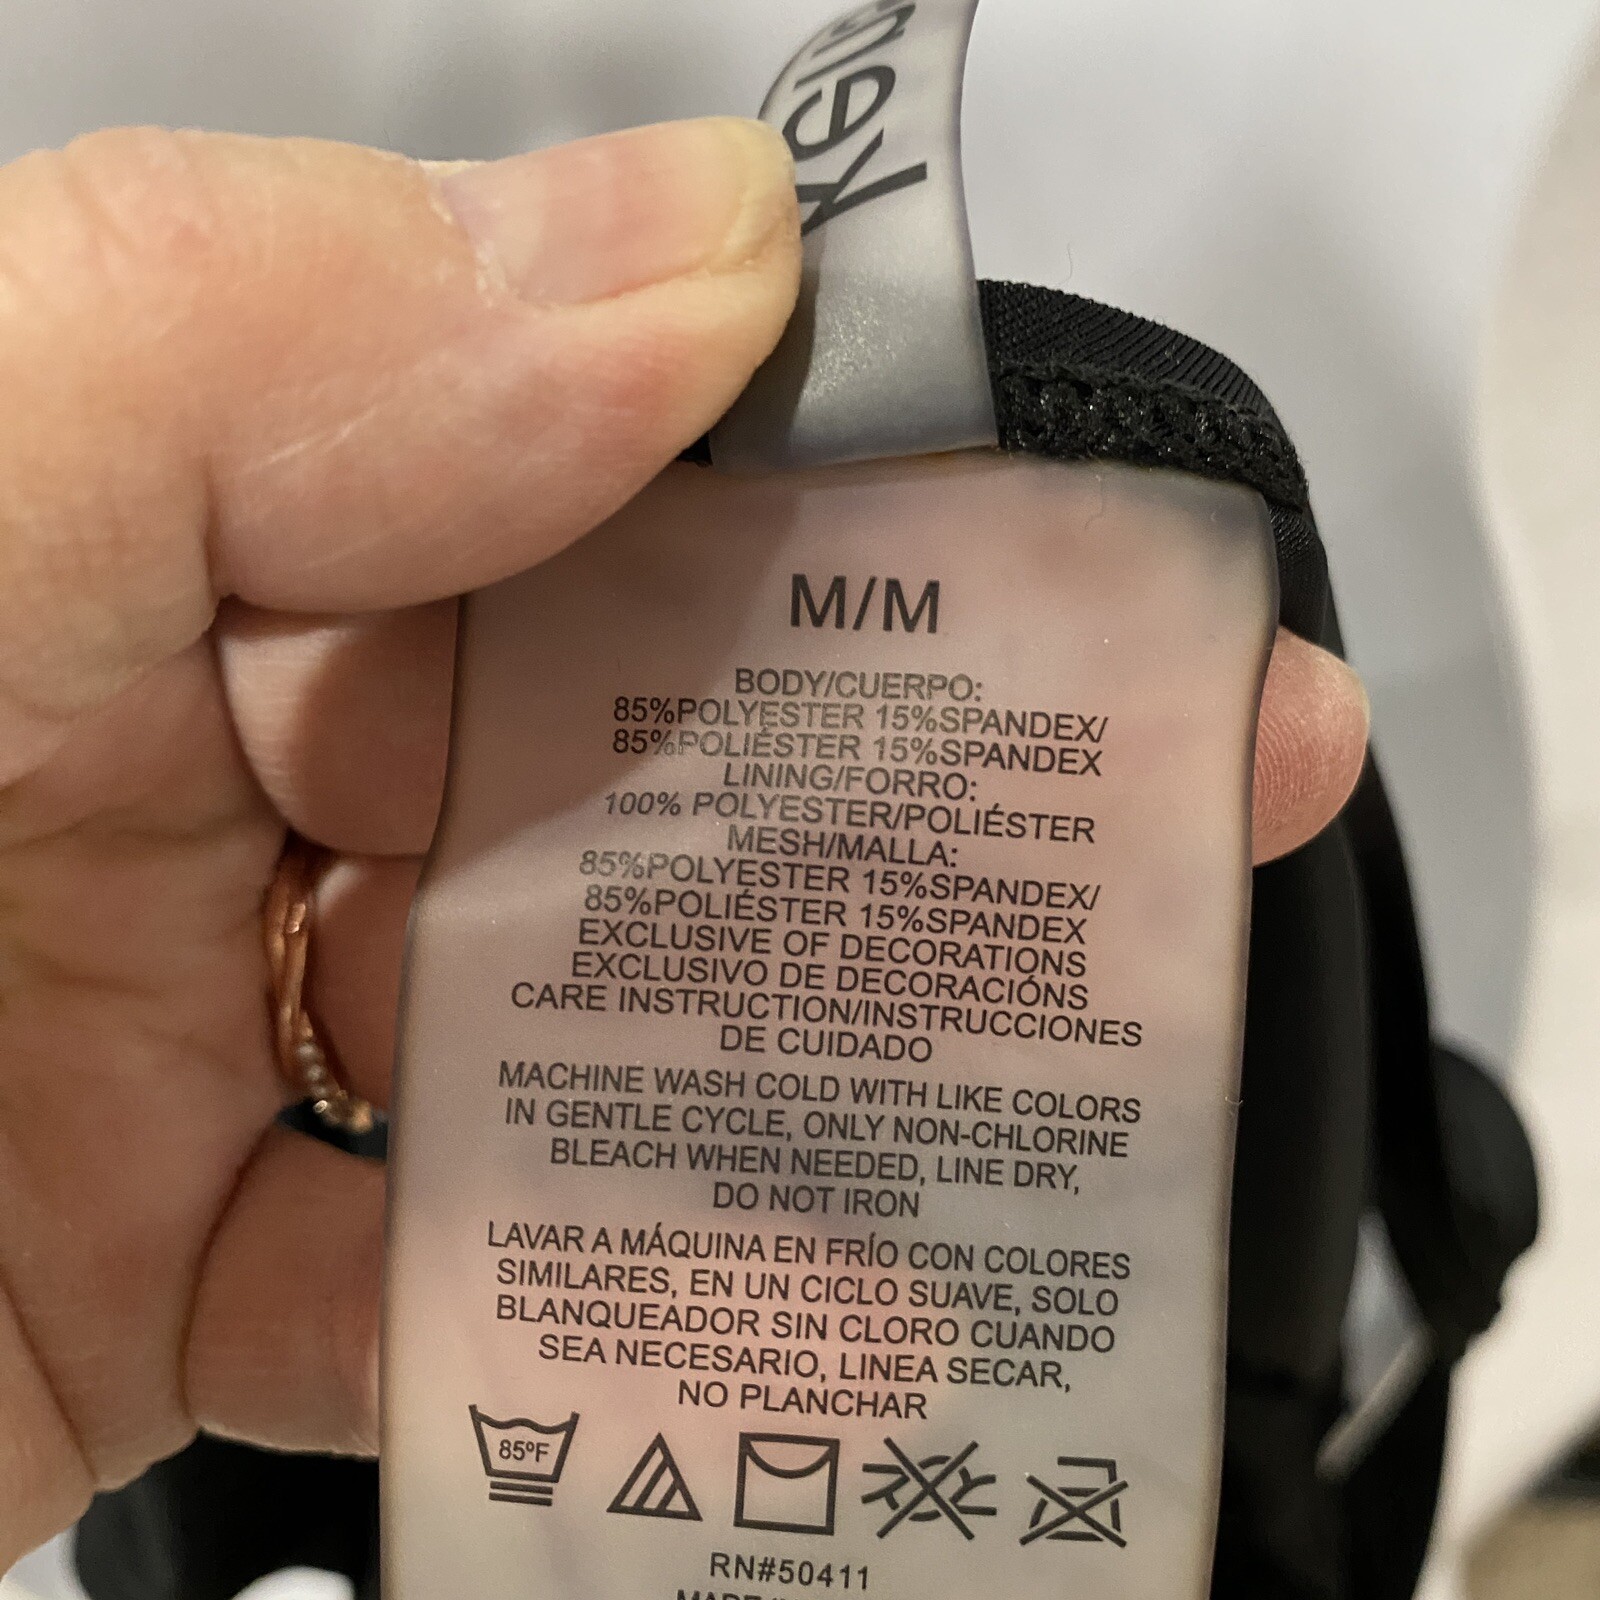 M/M
BODY/CUERPO:
85%POLYESTER 15%SPANDEX/
85%POLIÉSTER 15%SPANDEX
LINING/FORRO:
100% POLYESTER/POLIÉSTER
MESH/MALLA:
85%POLYESTER 15%SPANDEX/
85%POLIÉSTER 15%SPANDEX
EXCLUSIVE OF DECORATIONS
EXCLUSIVO DE DECORACIÓNS
CARE INSTRUCTION/INSTRUCCIONES
DE CUIDADO
MACHINE WASH COLD WITH LIKE COLORS
IN GENTLE CYCLE, ONLY NON-CHLORINE
BLEACH WHEN NEEDED, LINE DRY,
DO NOT IRON
LAVAR A MÁQUINA EN FRÍO CON COLORES
SIMILARES, EN UN CICLO SUAVE, SOLO
BLANQUEADOR SIN CLORO CUANDO
SEA NECESARIO, LINEA SECAR,
NO PLANCHAR
85ºF
RN#50411